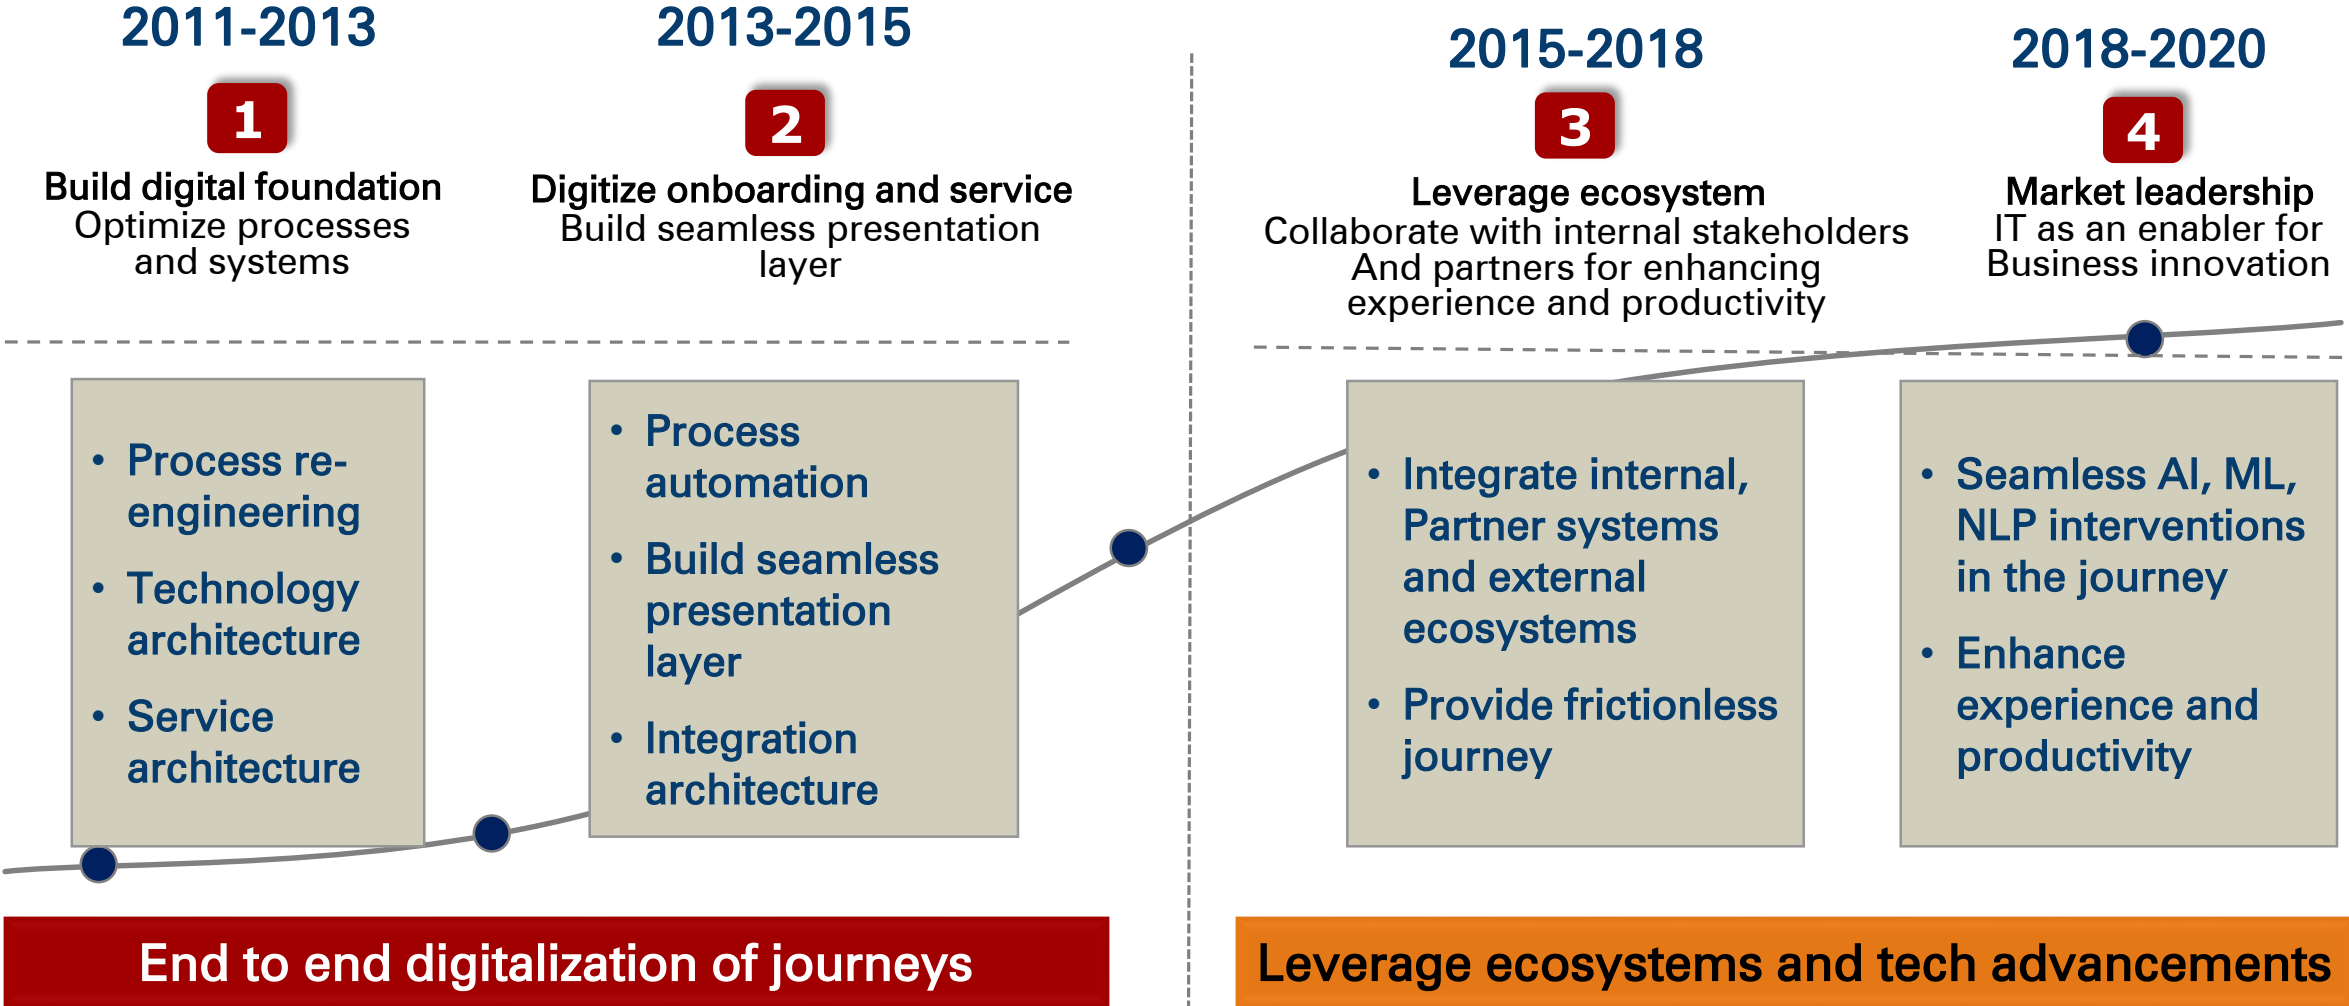 2011-2013
1
Build digital foundation
Optimize processes
and systems
2013-2015
2
Digitize onboarding and service
Build seamless presentation
layer
2015-2018
3
Leverage ecosystem
Collaborate with internal stakeholders
And partners for enhancing
experience and productivity
2018-2020
4
Market leadership
IT as an enabler for
Business innovation
• Process re-
engineering
• Technology
architecture
• Service
architecture
• Process
automation
• Build seamless
presentation
layer
• Integration
architecture
• Integrate internal,
Partner systems
and external
ecosystems
• Provide frictionless
journey
• Seamless AI, ML,
NLP interventions
in the journey
• Enhance
experience and
productivity
End to end digitalization of journeys
Leverage ecosystems and tech advancements